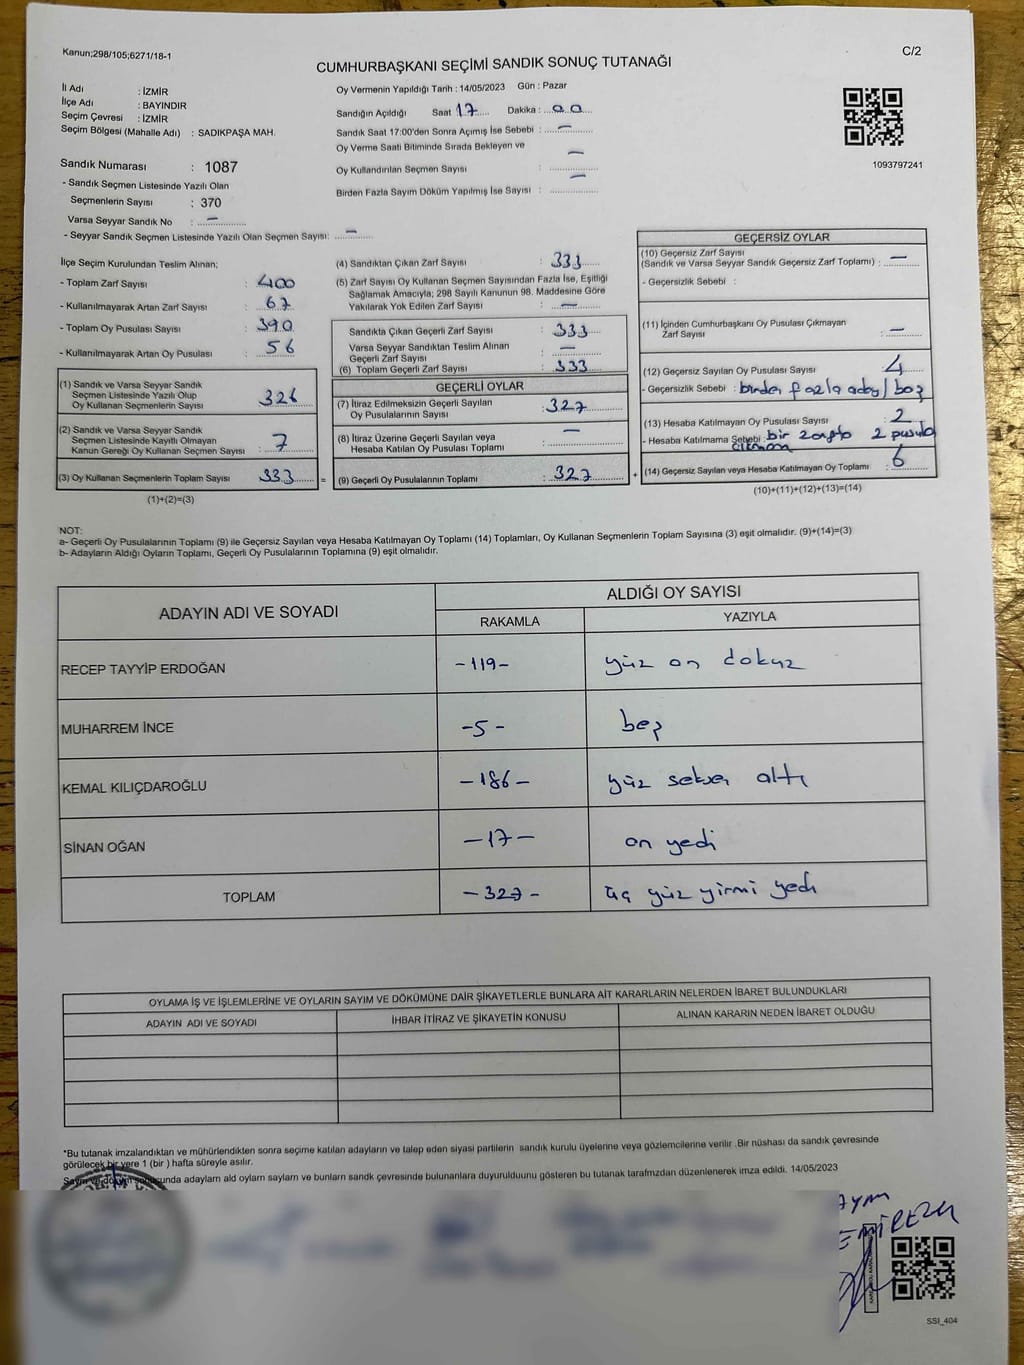 Kanun;298/105;6271/18-1
C/2
CUMHURBAŞKANI SEÇİMİ SANDIK SONUÇ TUTANAĞI
İl Adı : İZMİR
İlçe Adı : BAYINDIR
Seçim Çevresi : İZMİR
Seçim Bölgesi (Mahalle Adı) : SADIKPAŞA MAH.
Oy Vermenin Yapıldığı Tarih : 14/05/2023 Gün : Pazar
Sandığın Açıldığı Saat 17 Dakika : 00
Sandık Saat 17:00'den Sonra Açımış İse Sebebi : —
Oy Verme Saati Bitiminde Sırada Bekleyen ve
Oy Kullandırılan Seçmen Sayısı : —
Birden Fazla Sayım Döküm Yapılmış İse Sayısı : —
1093797241
Sandık Numarası : 1087
- Sandık Seçmen Listesinde Yazılı Olan
Seçmenlerin Sayısı : 370
Varsa Seyyar Sandık No : —
- Seyyar Sandık Seçmen Listesinde Yazılı Olan Seçmen Sayısı: —
İlçe Seçim Kurulundan Teslim Alınan;
- Toplam Zarf Sayısı : 400
- Kullanılmayarak Artan Zarf Sayısı : 67
- Toplam Oy Pusulası Sayısı : 390
- Kullanılmayarak Artan Oy Pusulası : 56
(1) Sandık ve Varsa Seyyar Sandık
Seçmen Listesinde Yazılı Olup
Oy Kullanan Seçmenlerin Sayısı : 326
(2) Sandık ve Varsa Seyyar Sandık
Seçmen Listesinde Kayıtlı Olmayan
Kanun Gereği Oy Kullanan Seçmen Sayısı : 7
(3) Oy Kullanan Seçmenlerin Toplam Sayısı : 333 =
(1)+(2)=(3)
(4) Sandıktan Çıkan Zarf Sayısı : 333
(5) Zarf Sayısı Oy Kullanan Seçmen Sayısından Fazla İse, Eşitliği
Sağlamak Amacıyla; 298 Sayılı Kanunun 98. Maddesine Göre
Yakılarak Yok Edilen Zarf Sayısı : —
Sandıkta Çıkan Geçerli Zarf Sayısı : 333
Varsa Seyyar Sandıktan Teslim Alınan
Geçerli Zarf Sayısı : —
(6) Toplam Geçerli Zarf Sayısı : 333
GEÇERLİ OYLAR
(7) İtiraz Edilmeksizin Geçerli Sayılan
Oy Pusulalarının Sayısı : 327
(8) İtiraz Üzerine Geçerli Sayılan veya
Hesaba Katılan Oy Pusulası Toplamı : —
(9) Geçerli Oy Pusulalarının Toplamı : 327 +
GEÇERSİZ OYLAR
(10) Geçersiz Zarf Sayısı
(Sandık ve Varsa Seyyar Sandık Geçersiz Zarf Toplamı) : —
- Geçersizlik Sebebi :
(11) İçinden Cumhurbaşkanı Oy Pusulası Çıkmayan
Zarf Sayısı : —
(12) Geçersiz Sayılan Oy Pusulası Sayısı : 4
- Geçersizlik Sebebi : birden fazla aday / boş
(13) Hesaba Katılmayan Oy Pusulası Sayısı : 2
- Hesaba Katılmama Sebebi : bir zarfta 2 pusula
çıkması
(14) Geçersiz Sayılan veya Hesaba Katılmayan Oy Toplamı : 6
(10)+(11)+(12)+(13)=(14)
NOT:
a- Geçerli Oy Pusulalarının Toplamı (9) ile Geçersiz Sayılan veya Hesaba Katılmayan Oy Toplamı (14) Toplamları, Oy Kullanan Seçmenlerin Toplam Sayısına (3) eşit olmalıdır. (9)+(14)=(3)
b- Adayların Aldığı Oyların Toplamı, Geçerli Oy Pusulalarının Toplamına (9) eşit olmalıdır.
ADAYIN ADI VE SOYADI
ALDIĞI OY SAYISI
RAKAMLA YAZIYLA
RECEP TAYYİP ERDOĞAN -119- yüz on dokuz
MUHARREM İNCE -5- beş
KEMAL KILIÇDAROĞLU -186- yüz seksen altı
SİNAN OĞAN -17- on yedi
TOPLAM -327- üç yüz yirmi yedi
OYLAMA İŞ VE İŞLEMLERİNE VE OYLARIN SAYIM VE DÖKÜMÜNE DAİR ŞİKAYETLERLE BUNLARA AİT KARARLARIN NELERDEN İBARET BULUNDUKLARI
ADAYIN ADI VE SOYADI İHBAR İTİRAZ VE ŞİKAYETİN KONUSU ALINAN KARARIN NEDEN İBARET OLDUĞU
*Bu tutanak imzalandıktan ve mühürlendikten sonra seçime katılan adayların ve talep eden siyasi partilerin sandık kurulu üyelerine veya gözlemcilerine verilir .Bir nüshası da sandık çevresinde
görülecek bir yere 1 (bir ) hafta süreyle asılır.
Sayım ve döküm sonucunda adaylarn ald oylarn saylarn ve bunların sandk çevresinde bulunanlara duyurulduunu gösteren bu tutanak tarafmzdan düzenlenerek imza edildi. 14/05/2023
SSI_404